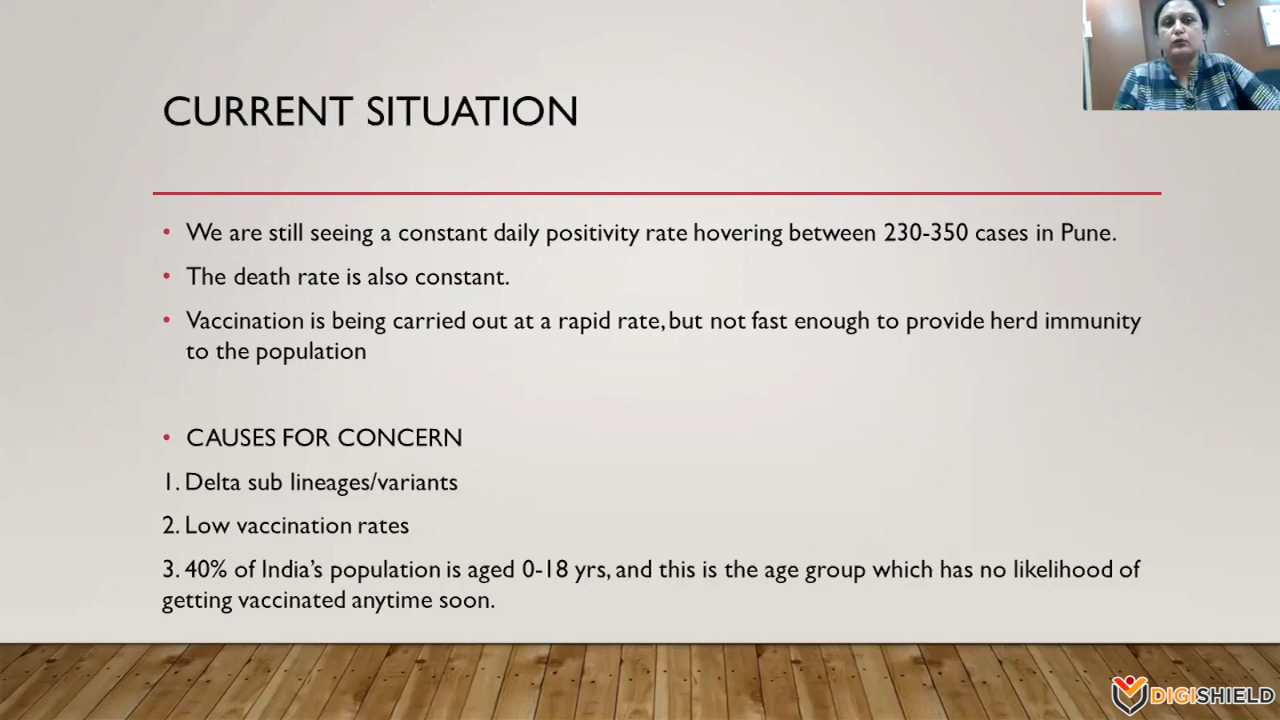 CURRENT SITUATION
• We are still seeing a constant daily positivity rate hovering between 230-350 cases in Pune.
• The death rate is also constant.
• Vaccination is being carried out at a rapid rate, but not fast enough to provide herd immunity
to the population
• CAUSES FOR CONCERN
1. Delta sub lineages/variants
2. Low vaccination rates
3. 40% of India’s population is aged 0-18 yrs, and this is the age group which has no likelihood of
getting vaccinated anytime soon.
DIGISHIELD